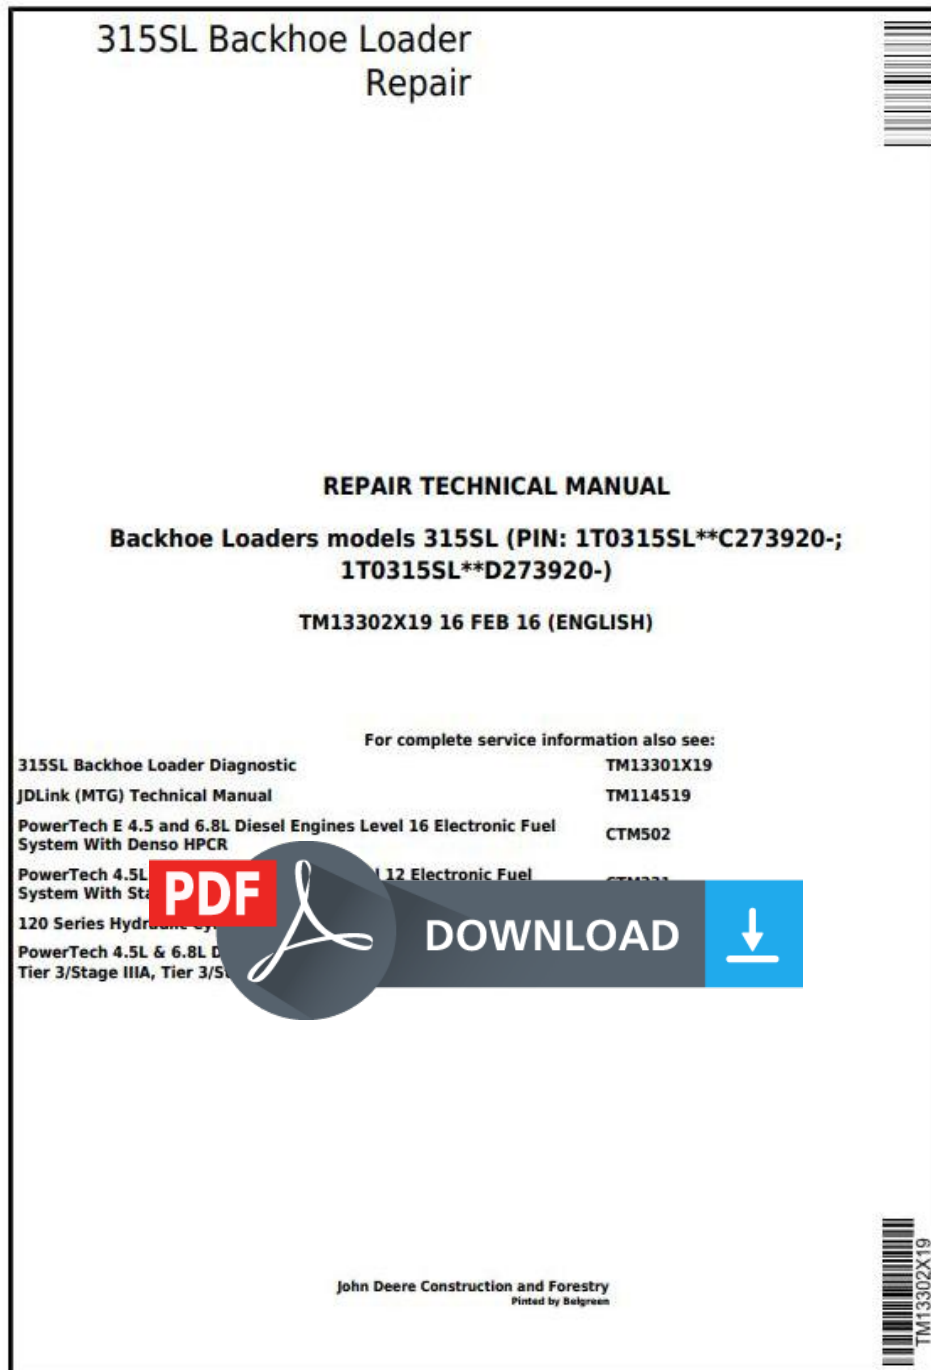 315SL Backhoe Loader
Repair
REPAIR TECHNICAL MANUAL
Backhoe Loaders models 315SL (PIN: 1T0315SL**C273920-;
1T0315SL**D273920-)
TM13302X19 16 FEB 16 (ENGLISH)
For complete service information also see:
315SL Backhoe Loader Diagnostic TM13301X19
JDLink (MTG) Technical Manual TM114519
PowerTech E 4.5 and 6.8L Diesel Engines Level 16 Electronic Fuel
System With Denso HPCR CTM502
PowerTech 4.5L 12 Electronic Fuel
System With
120 Series
PowerTech 4.5L & 6.8L
Tier 3/Stage IIIA, Tier
PDF
DOWNLOAD
John Deere Construction and Forestry
Pinted by Belgreen
TM13302X19